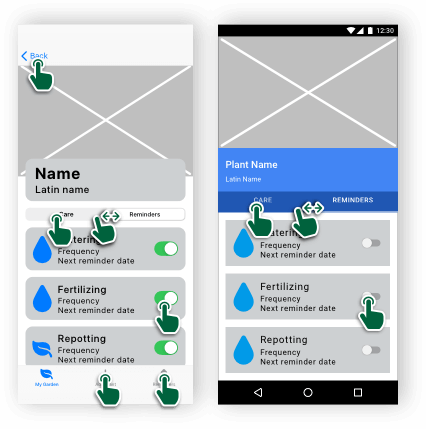 Back
Name
Latin name
Care
Reminders
Frequency
Next reminder date
Fertilizing
Frequency
Next reminder date
Repotting
Frequency
Next reminder date
My Garden
12:30
Plant Name
Latin Name
CARE
REMINDERS
Frequency
Next reminder date
Fertilizing
Frequency
Next reminder date
Repotting
Frequency
Next reminder date